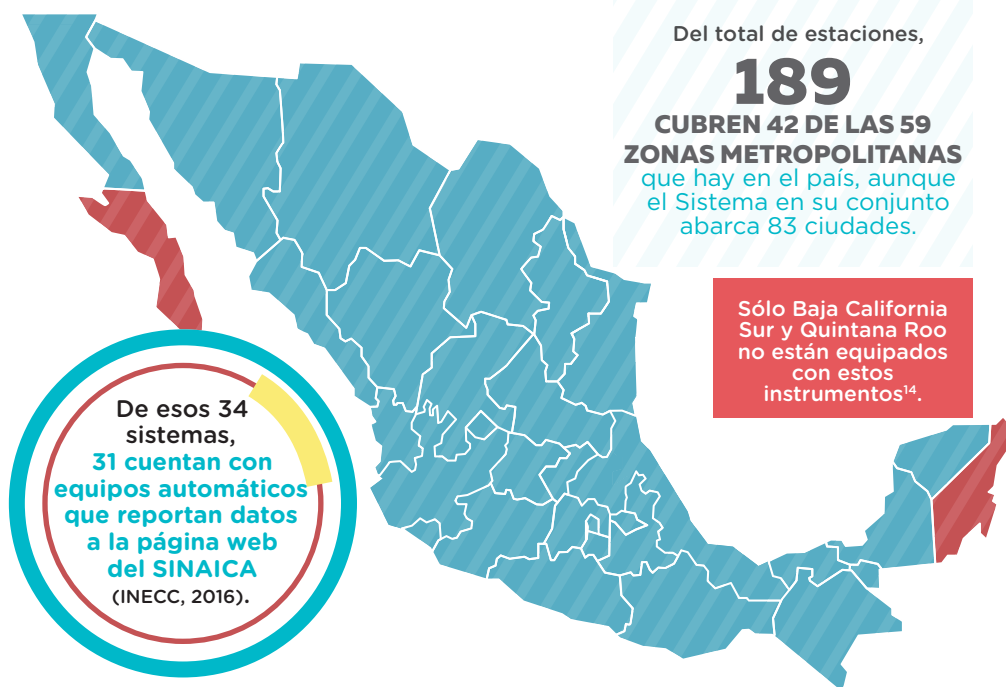 Del total de estaciones,
189
CUBREN 42 DE LAS 59
ZONAS METROPOLITANAS
que hay en el país, aunque
el Sistema en su conjunto
abarca 83 ciudades.
Sólo Baja California
Sur y Quintana Roo
no están equipados
con estos
instrumentos¹⁴.
De esos 34
sistemas,
31 cuentan con
equipos automáticos
que reportan datos
a la página web
del SINAICA
(INECC, 2016).